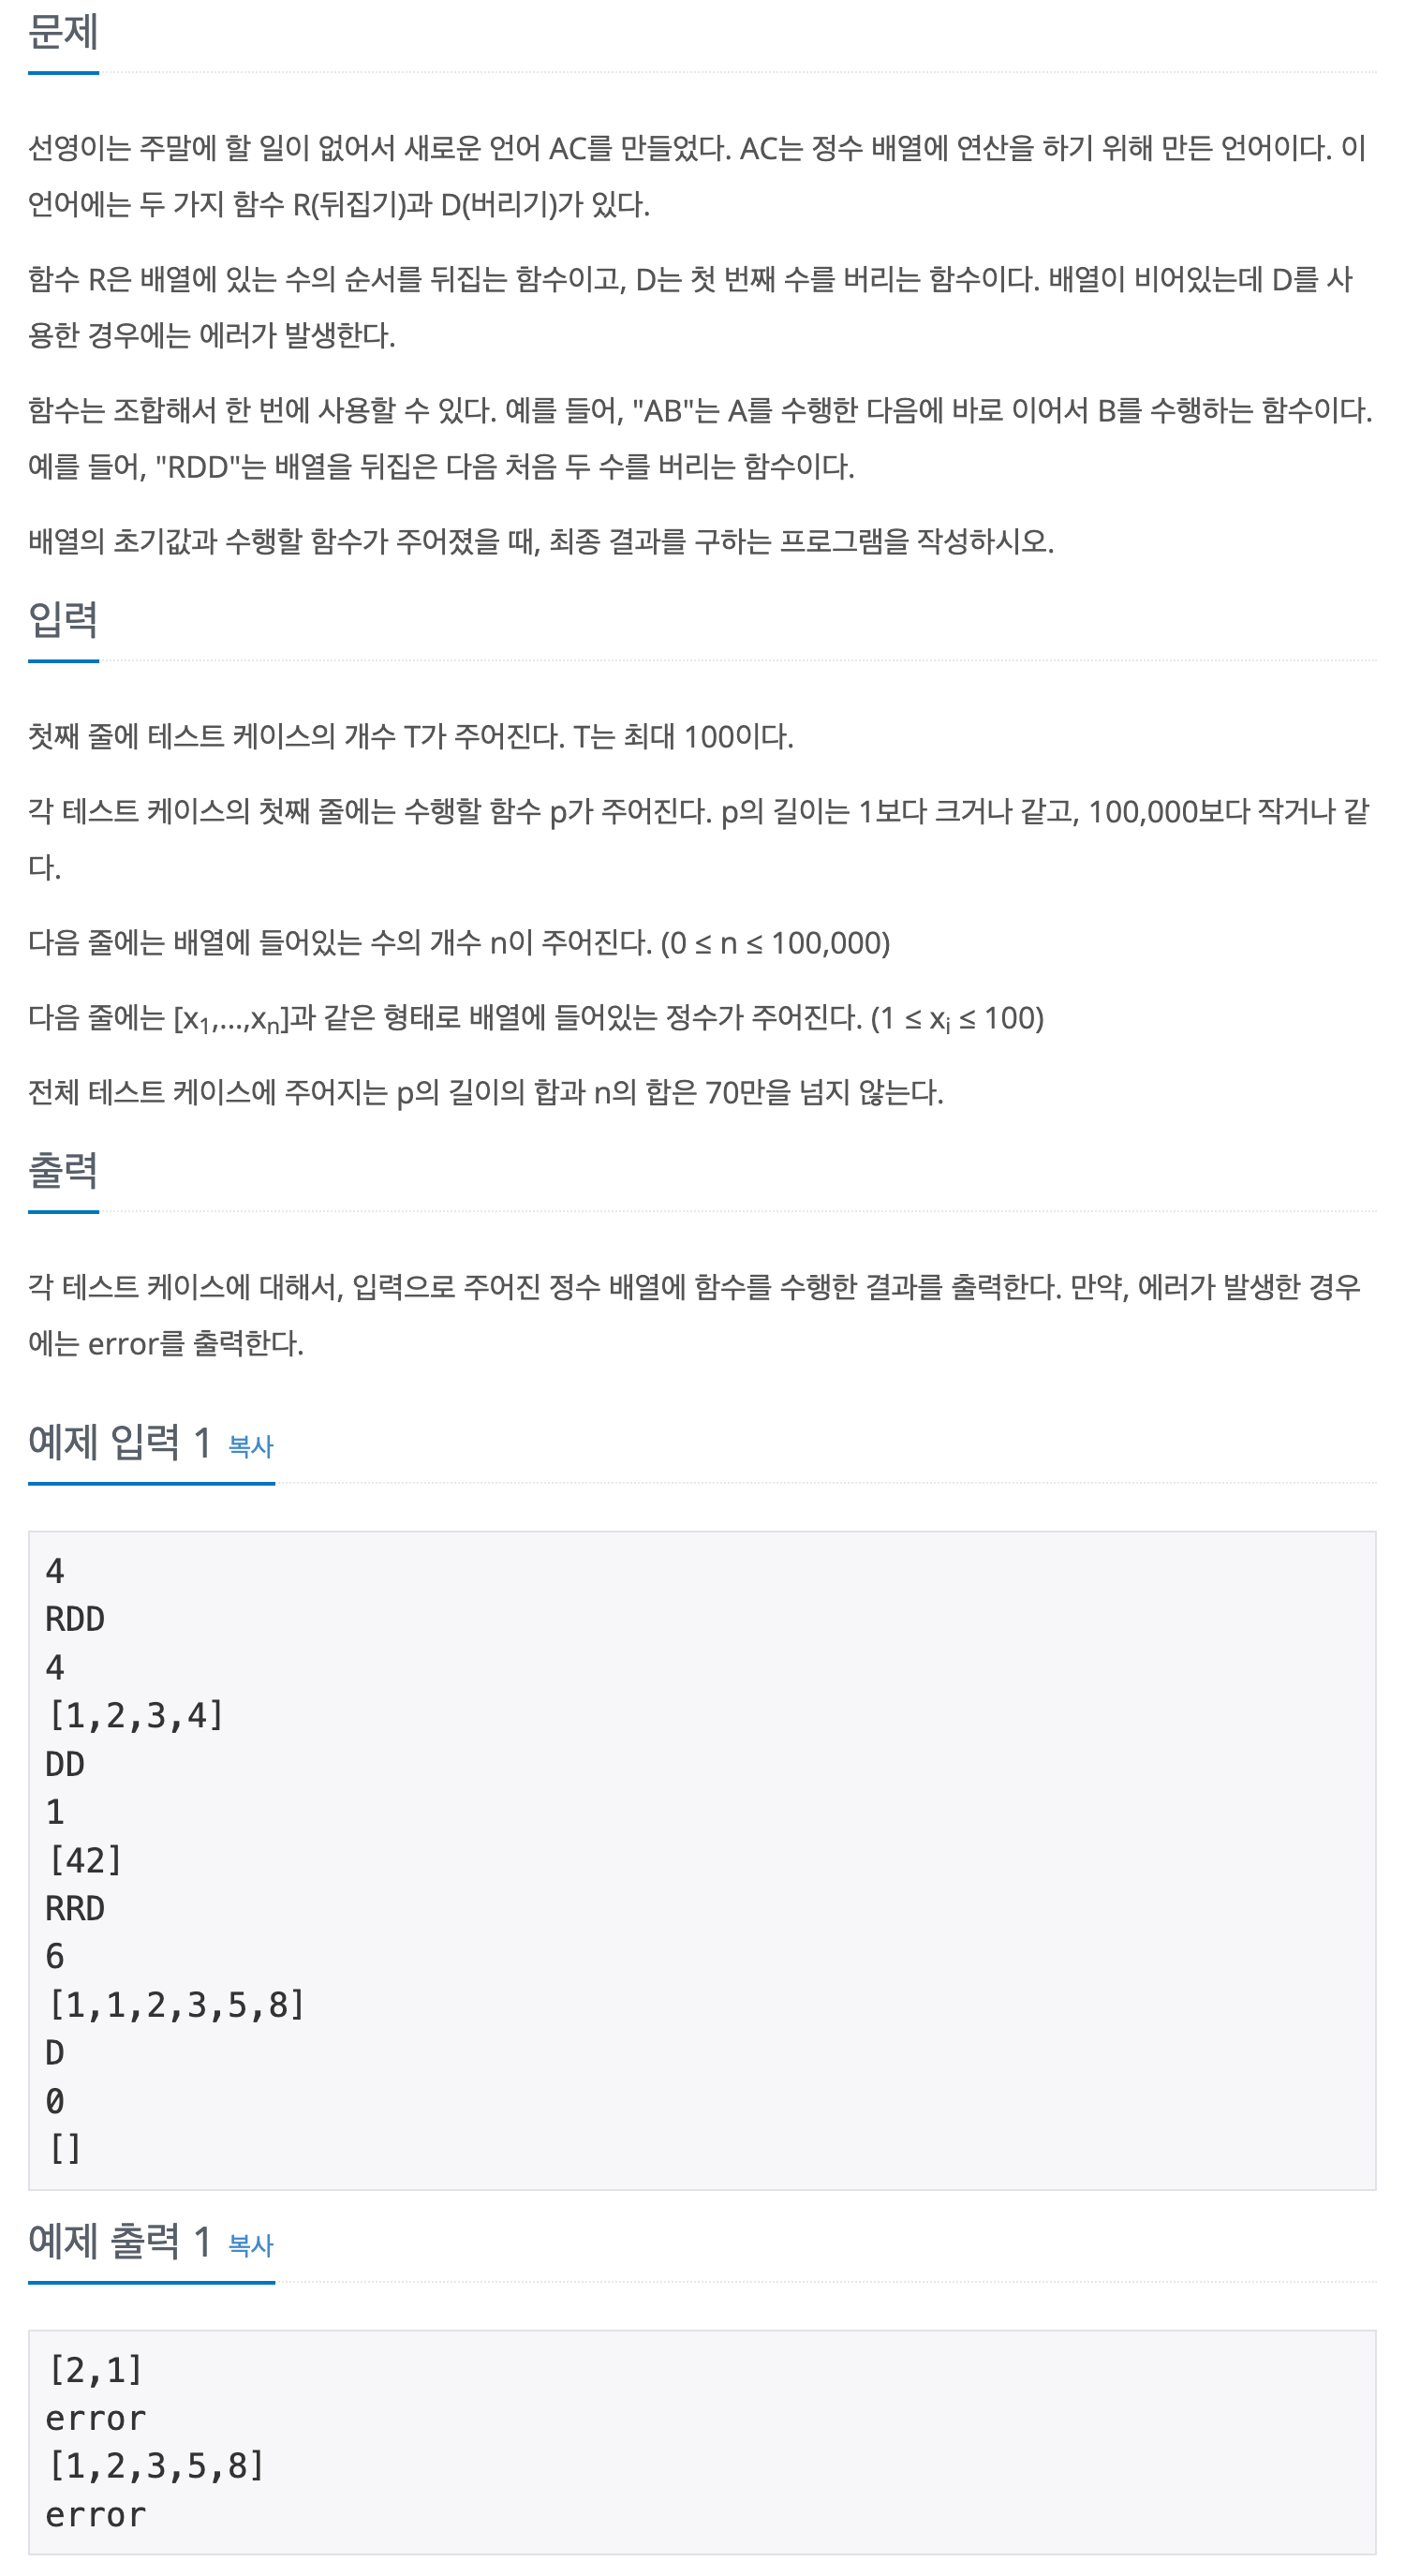 문제
선영이는 주말에 할 일이 없어서 새로운 언어 AC를 만들었다. AC는 정수 배열에 연산을 하기 위해 만든 언어이다. 이
언어에는 두 가지 함수 R(뒤집기)과 D(버리기)가 있다.
함수 R은 배열에 있는 수의 순서를 뒤집는 함수이고, D는 첫 번째 수를 버리는 함수이다. 배열이 비어있는데 D를 사
용한 경우에는 에러가 발생한다.
함수는 조합해서 한 번에 사용할 수 있다. 예를 들어, "AB"는 A를 수행한 다음에 바로 이어서 B를 수행하는 함수이다.
예를 들어, "RDD"는 배열을 뒤집은 다음 처음 두 수를 버리는 함수이다.
배열의 초기값과 수행할 함수가 주어졌을 때, 최종 결과를 구하는 프로그램을 작성하시오.
입력
첫째 줄에 테스트 케이스의 개수 T가 주어진다. T는 최대 100이다.
각 테스트 케이스의 첫째 줄에는 수행할 함수 p가 주어진다. p의 길이는 1보다 크거나 같고, 100,000보다 작거나 같
다.
다음 줄에는 배열에 들어있는 수의 개수 n이 주어진다. (0 ≤ n ≤ 100,000)
다음 줄에는 [x1,...,xn]과 같은 형태로 배열에 들어있는 정수가 주어진다. (1 ≤ xi ≤ 100)
전체 테스트 케이스에 주어지는 p의 길이의 합과 n의 합은 70만을 넘지 않는다.
출력
각 테스트 케이스에 대해서, 입력으로 주어진 정수 배열에 함수를 수행한 결과를 출력한다. 만약, 에러가 발생한 경우
에는 error를 출력한다.
예제 입력 1 복사
4
RDD
4
[1,2,3,4]
DD
1
[42]
RRD
6
[1,1,2,3,5,8]
D
0
[]
예제 출력 1 복사
[2,1]
error
[1,2,3,5,8]
error